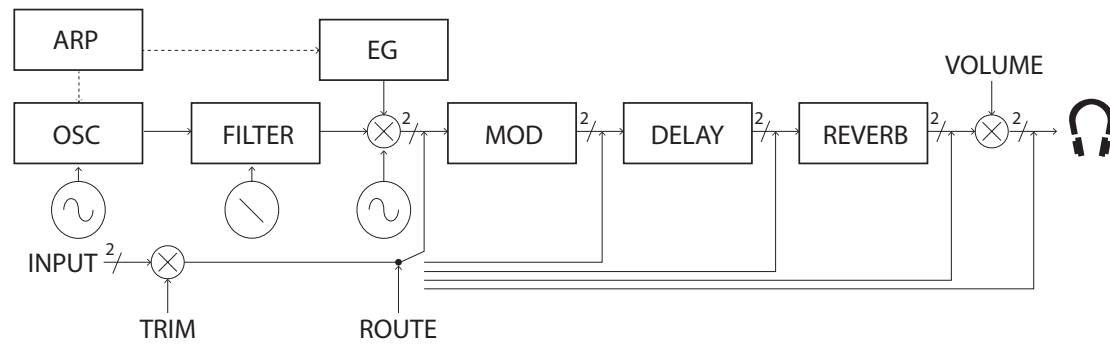 ARP
EG
VOLUME
OSC
FILTER
2
MOD
2
DELAY
2
REVERB
2
2
INPUT
2
TRIM
ROUTE